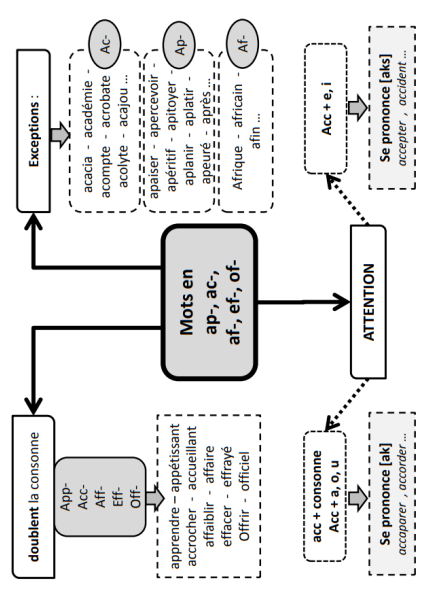 Mots en
ap-, ac-,
af-, ef-, of-
doublent la consonne
App-
Acc-
Aff-
Eff-
Off-
apprendre - appétissant
accrocher - accueillant
affaiblir - affaire
effacer - effrayé
Offrir - officiel
Exceptions :
Ac-
acacia - académie -
acompte - acrobate
acolyte - acajou ...
Ap-
apaiser - apercevoir
apéritif - apitoyer -
aplanir - aplatir -
apeuré - après ...
Af-
Afrique - africain -
afin ...
ATTENTION
acc + consonne
Acc + a, o, u
Se prononce [ak]
accaparer , accorder ...
Acc + e, i
Se prononce [aks]
accepter , accident ...